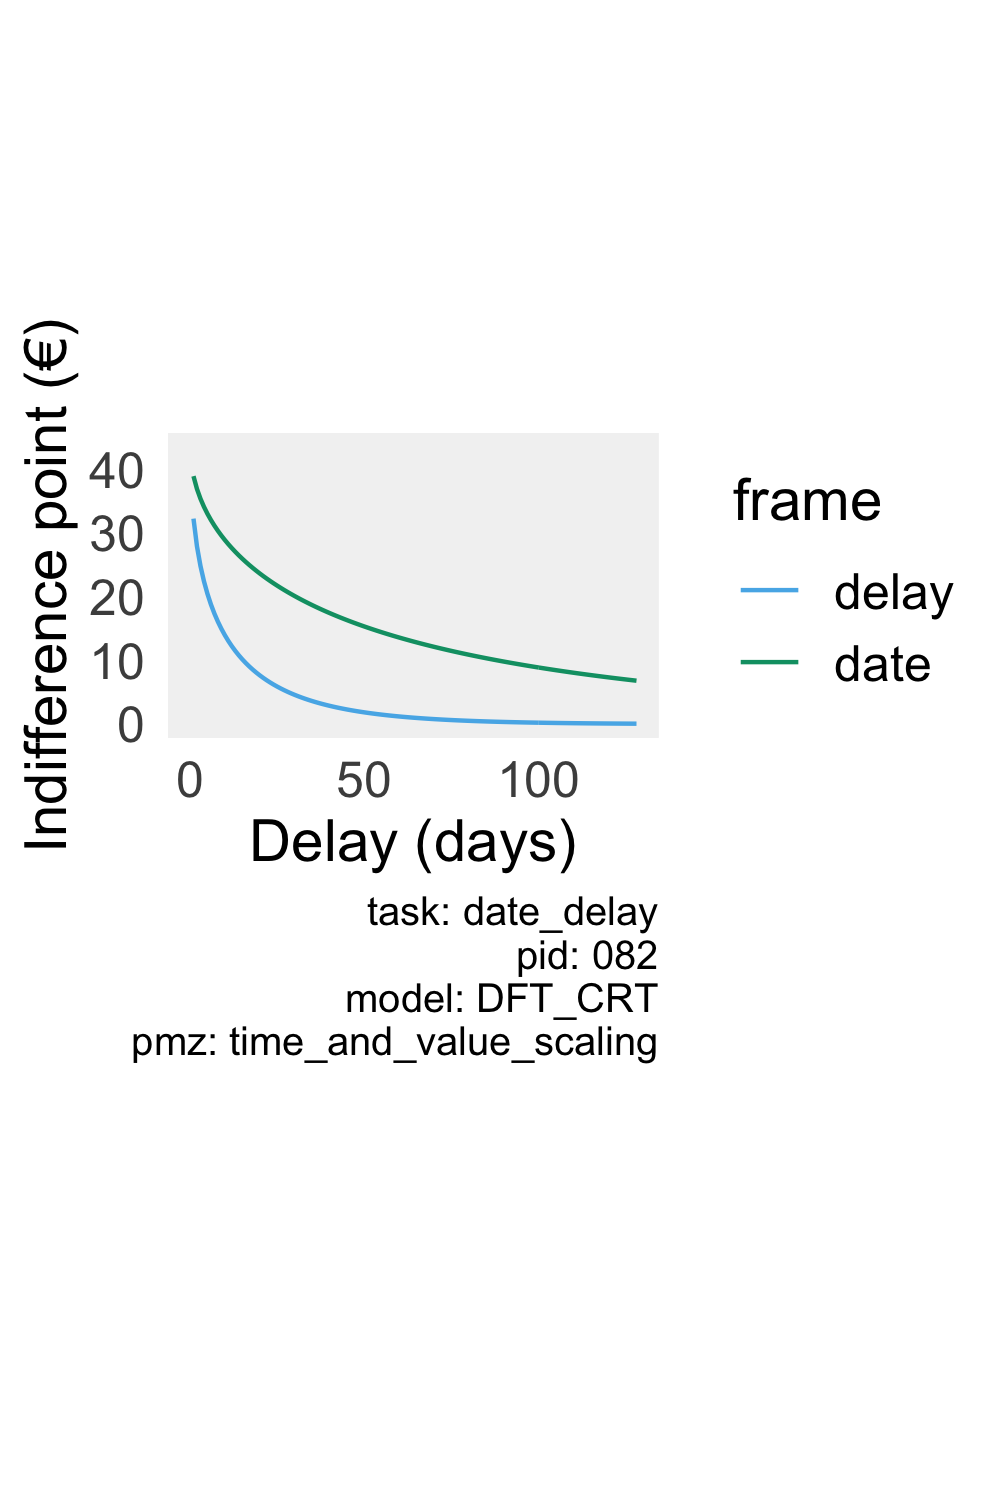 Indifference point (€)
40
30
20
10
0
0 50 100
Delay (days)
frame
delay
date
task: date_delay
pid: 082
model: DFT_CRT
pmz: time_and_value_scaling